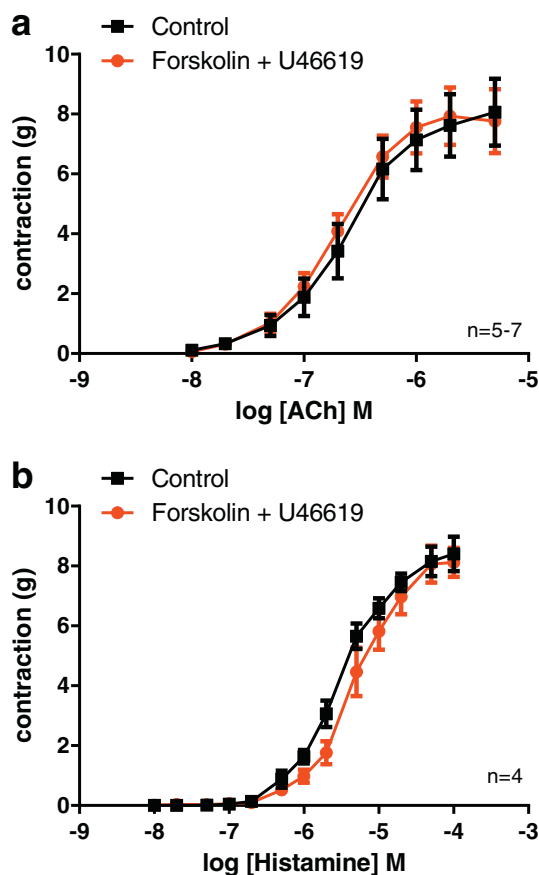 a
Control
Forskolin + U46619
contraction (g)
10
8
6
4
2
0
n=5-7
-9 -8 -7 -6 -5
log [ACh] M
b
Control
Forskolin + U46619
contraction (g)
10
8
6
4
2
0
n=4
-9 -8 -7 -6 -5 -4 -3
log [Histamine] M